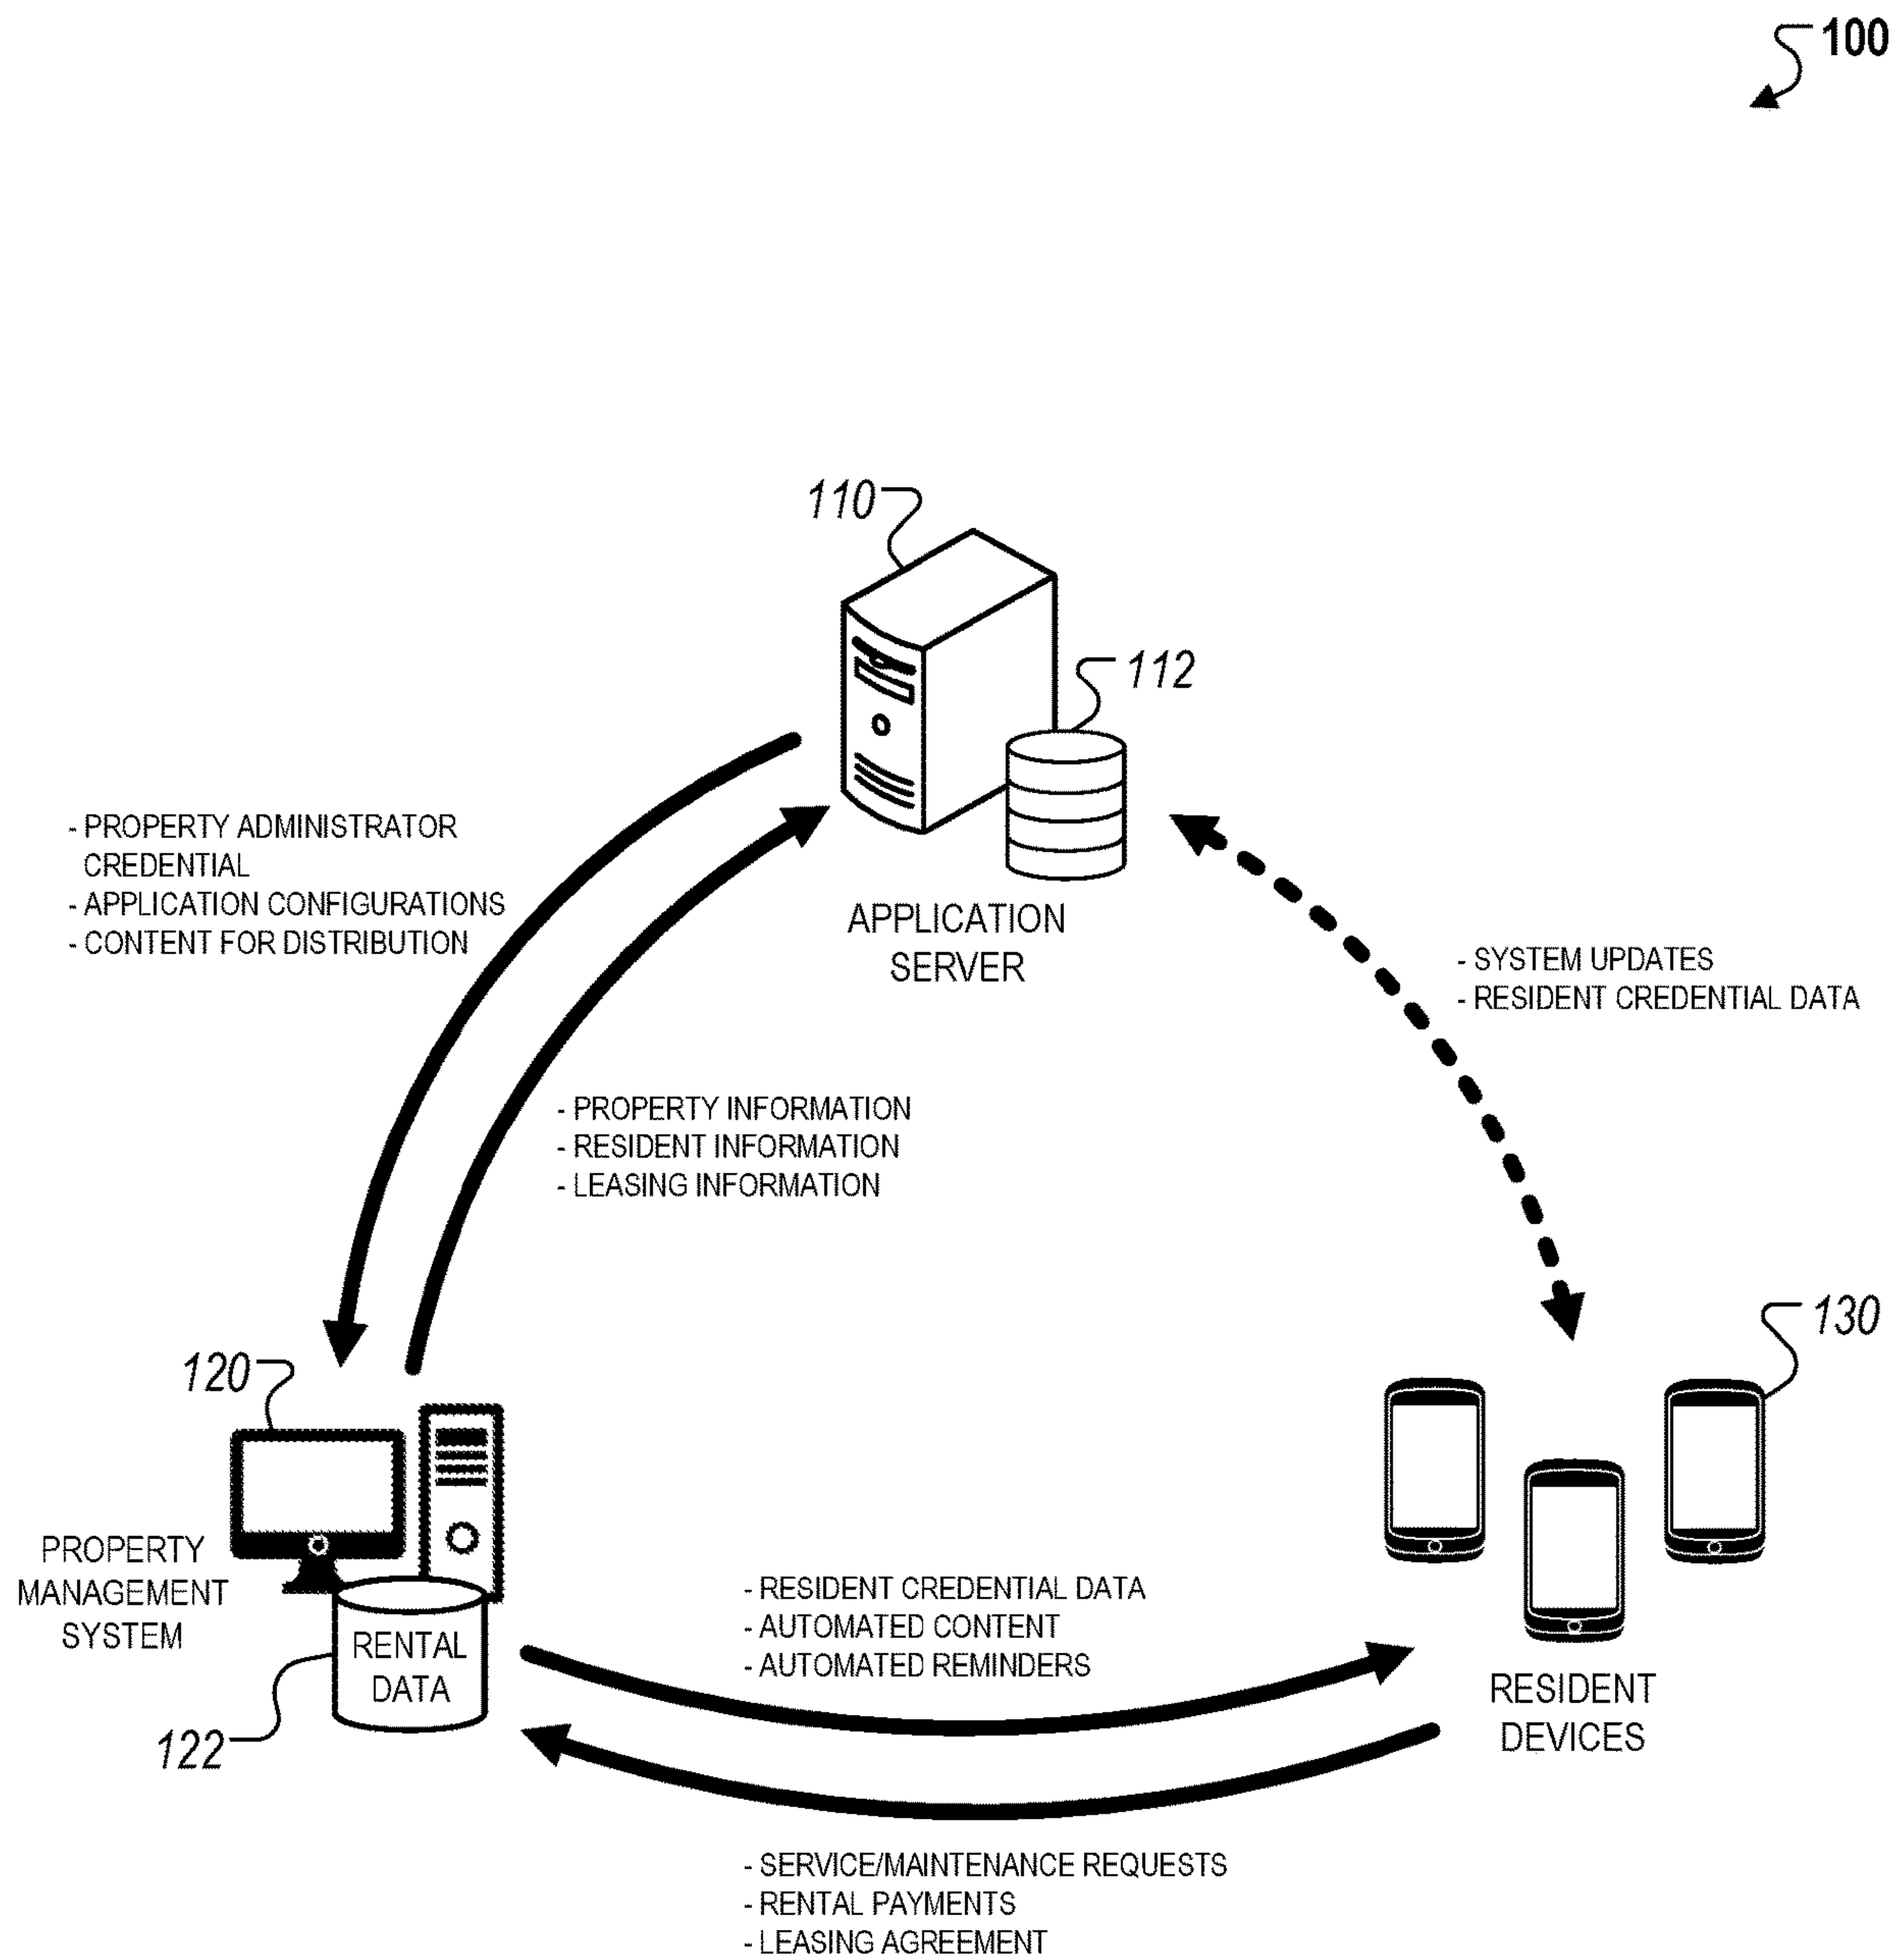 100
110
112
- PROPERTY ADMINISTRATOR
CREDENTIAL
- APPLICATION CONFIGURATIONS
- CONTENT FOR DISTRIBUTION
APPLICATION
SERVER
- SYSTEM UPDATES
- RESIDENT CREDENTIAL DATA
- PROPERTY INFORMATION
- RESIDENT INFORMATION
- LEASING INFORMATION
120
130
PROPERTY
MANAGEMENT
SYSTEM
RENTAL
DATA
122
- RESIDENT CREDENTIAL DATA
- AUTOMATED CONTENT
- AUTOMATED REMINDERS
RESIDENT
DEVICES
- SERVICE/MAINTENANCE REQUESTS
- RENTAL PAYMENTS
- LEASING AGREEMENT